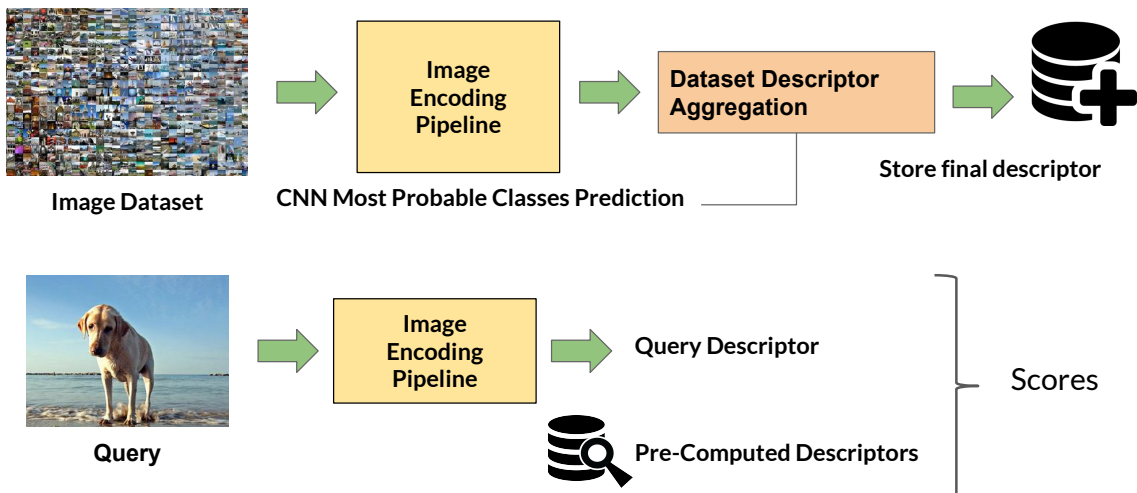 Image
Encoding
Pipeline
Dataset Descriptor
Aggregation
Store final descriptor
Image Dataset
CNN Most Probable Classes Prediction
Image
Encoding
Pipeline
Query Descriptor
Scores
Query
Pre-Computed Descriptors